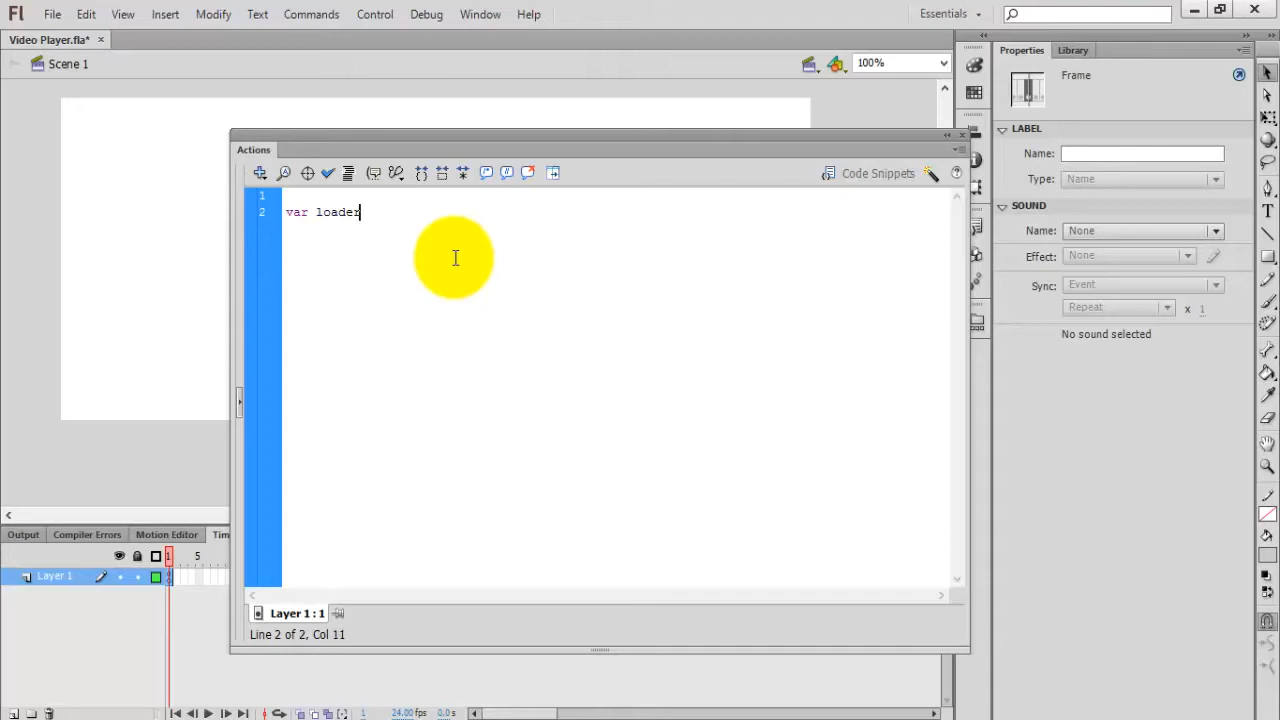 Fl File Edit View Insert Modify Text Commands Control Debug Window Help Essentials
Video Player.fla* ×
Scene 1 100%
Properties Library
Frame
LABEL
Name:
Type: Name
SOUND
Name: None
Effect: None
Sync: Event
Repeat x 1
No sound selected
Actions
Code Snippets
1
2 var loader
Layer 1 : 1
Line 2 of 2, Col 11
Output Compiler Errors Motion Editor Tim
1 5
Layer 1
1 24.00 fps 0.0 s